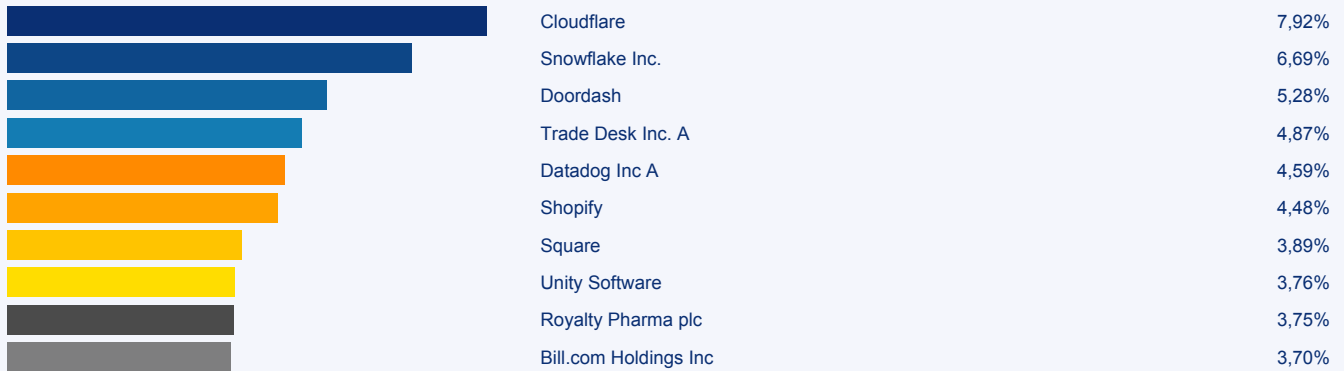 Cloudflare 7,92%
Snowflake Inc. 6,69%
Doordash 5,28%
Trade Desk Inc. A 4,87%
Datadog Inc A 4,59%
Shopify 4,48%
Square 3,89%
Unity Software 3,76%
Royalty Pharma plc 3,75%
Bill.com Holdings Inc 3,70%